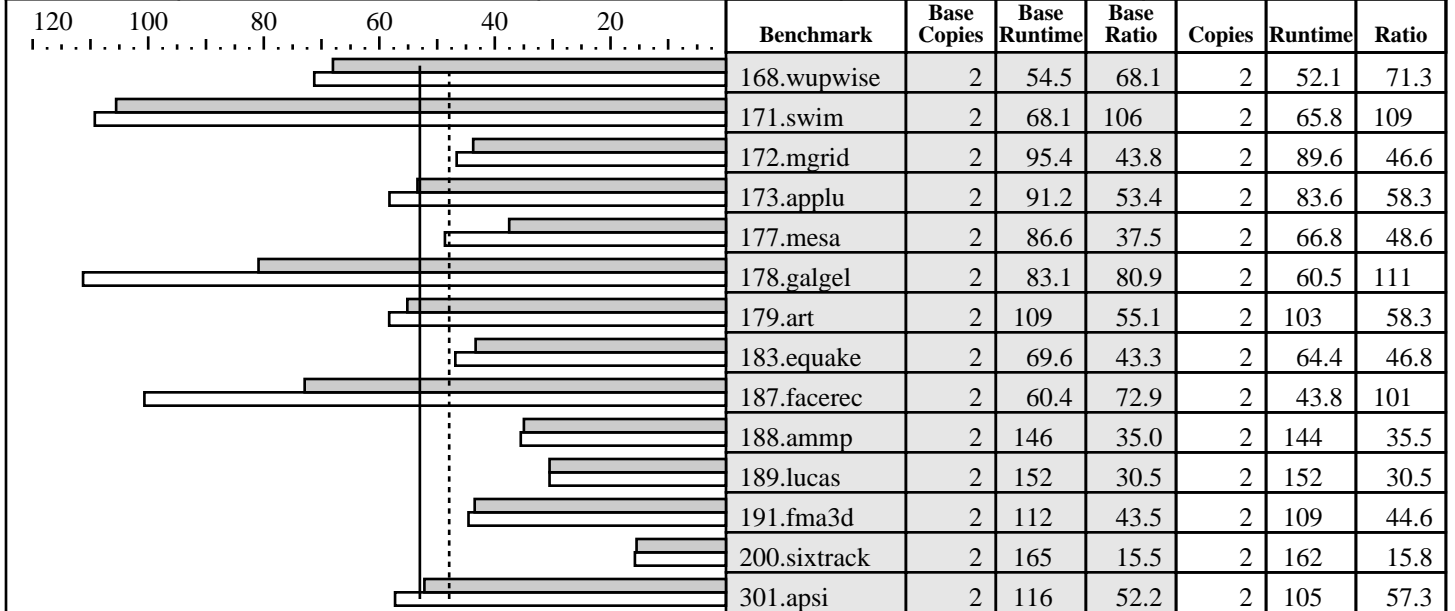 120 100 80 60 40 20
Benchmark Base Copies Base Runtime Base Ratio Copies Runtime Ratio
168.wupwise 2 54.5 68.1 2 52.1 71.3
171.swim 2 68.1 106 2 65.8 109
172.mgrid 2 95.4 43.8 2 89.6 46.6
173.applu 2 91.2 53.4 2 83.6 58.3
177.mesa 2 86.6 37.5 2 66.8 48.6
178.galgel 2 83.1 80.9 2 60.5 111
179.art 2 109 55.1 2 103 58.3
183.equake 2 69.6 43.3 2 64.4 46.8
187.facerec 2 60.4 72.9 2 43.8 101
188.ammp 2 146 35.0 2 144 35.5
189.lucas 2 152 30.5 2 152 30.5
191.fma3d 2 112 43.5 2 109 44.6
200.sixtrack 2 165 15.5 2 162 15.8
301.apsi 2 116 52.2 2 105 57.3